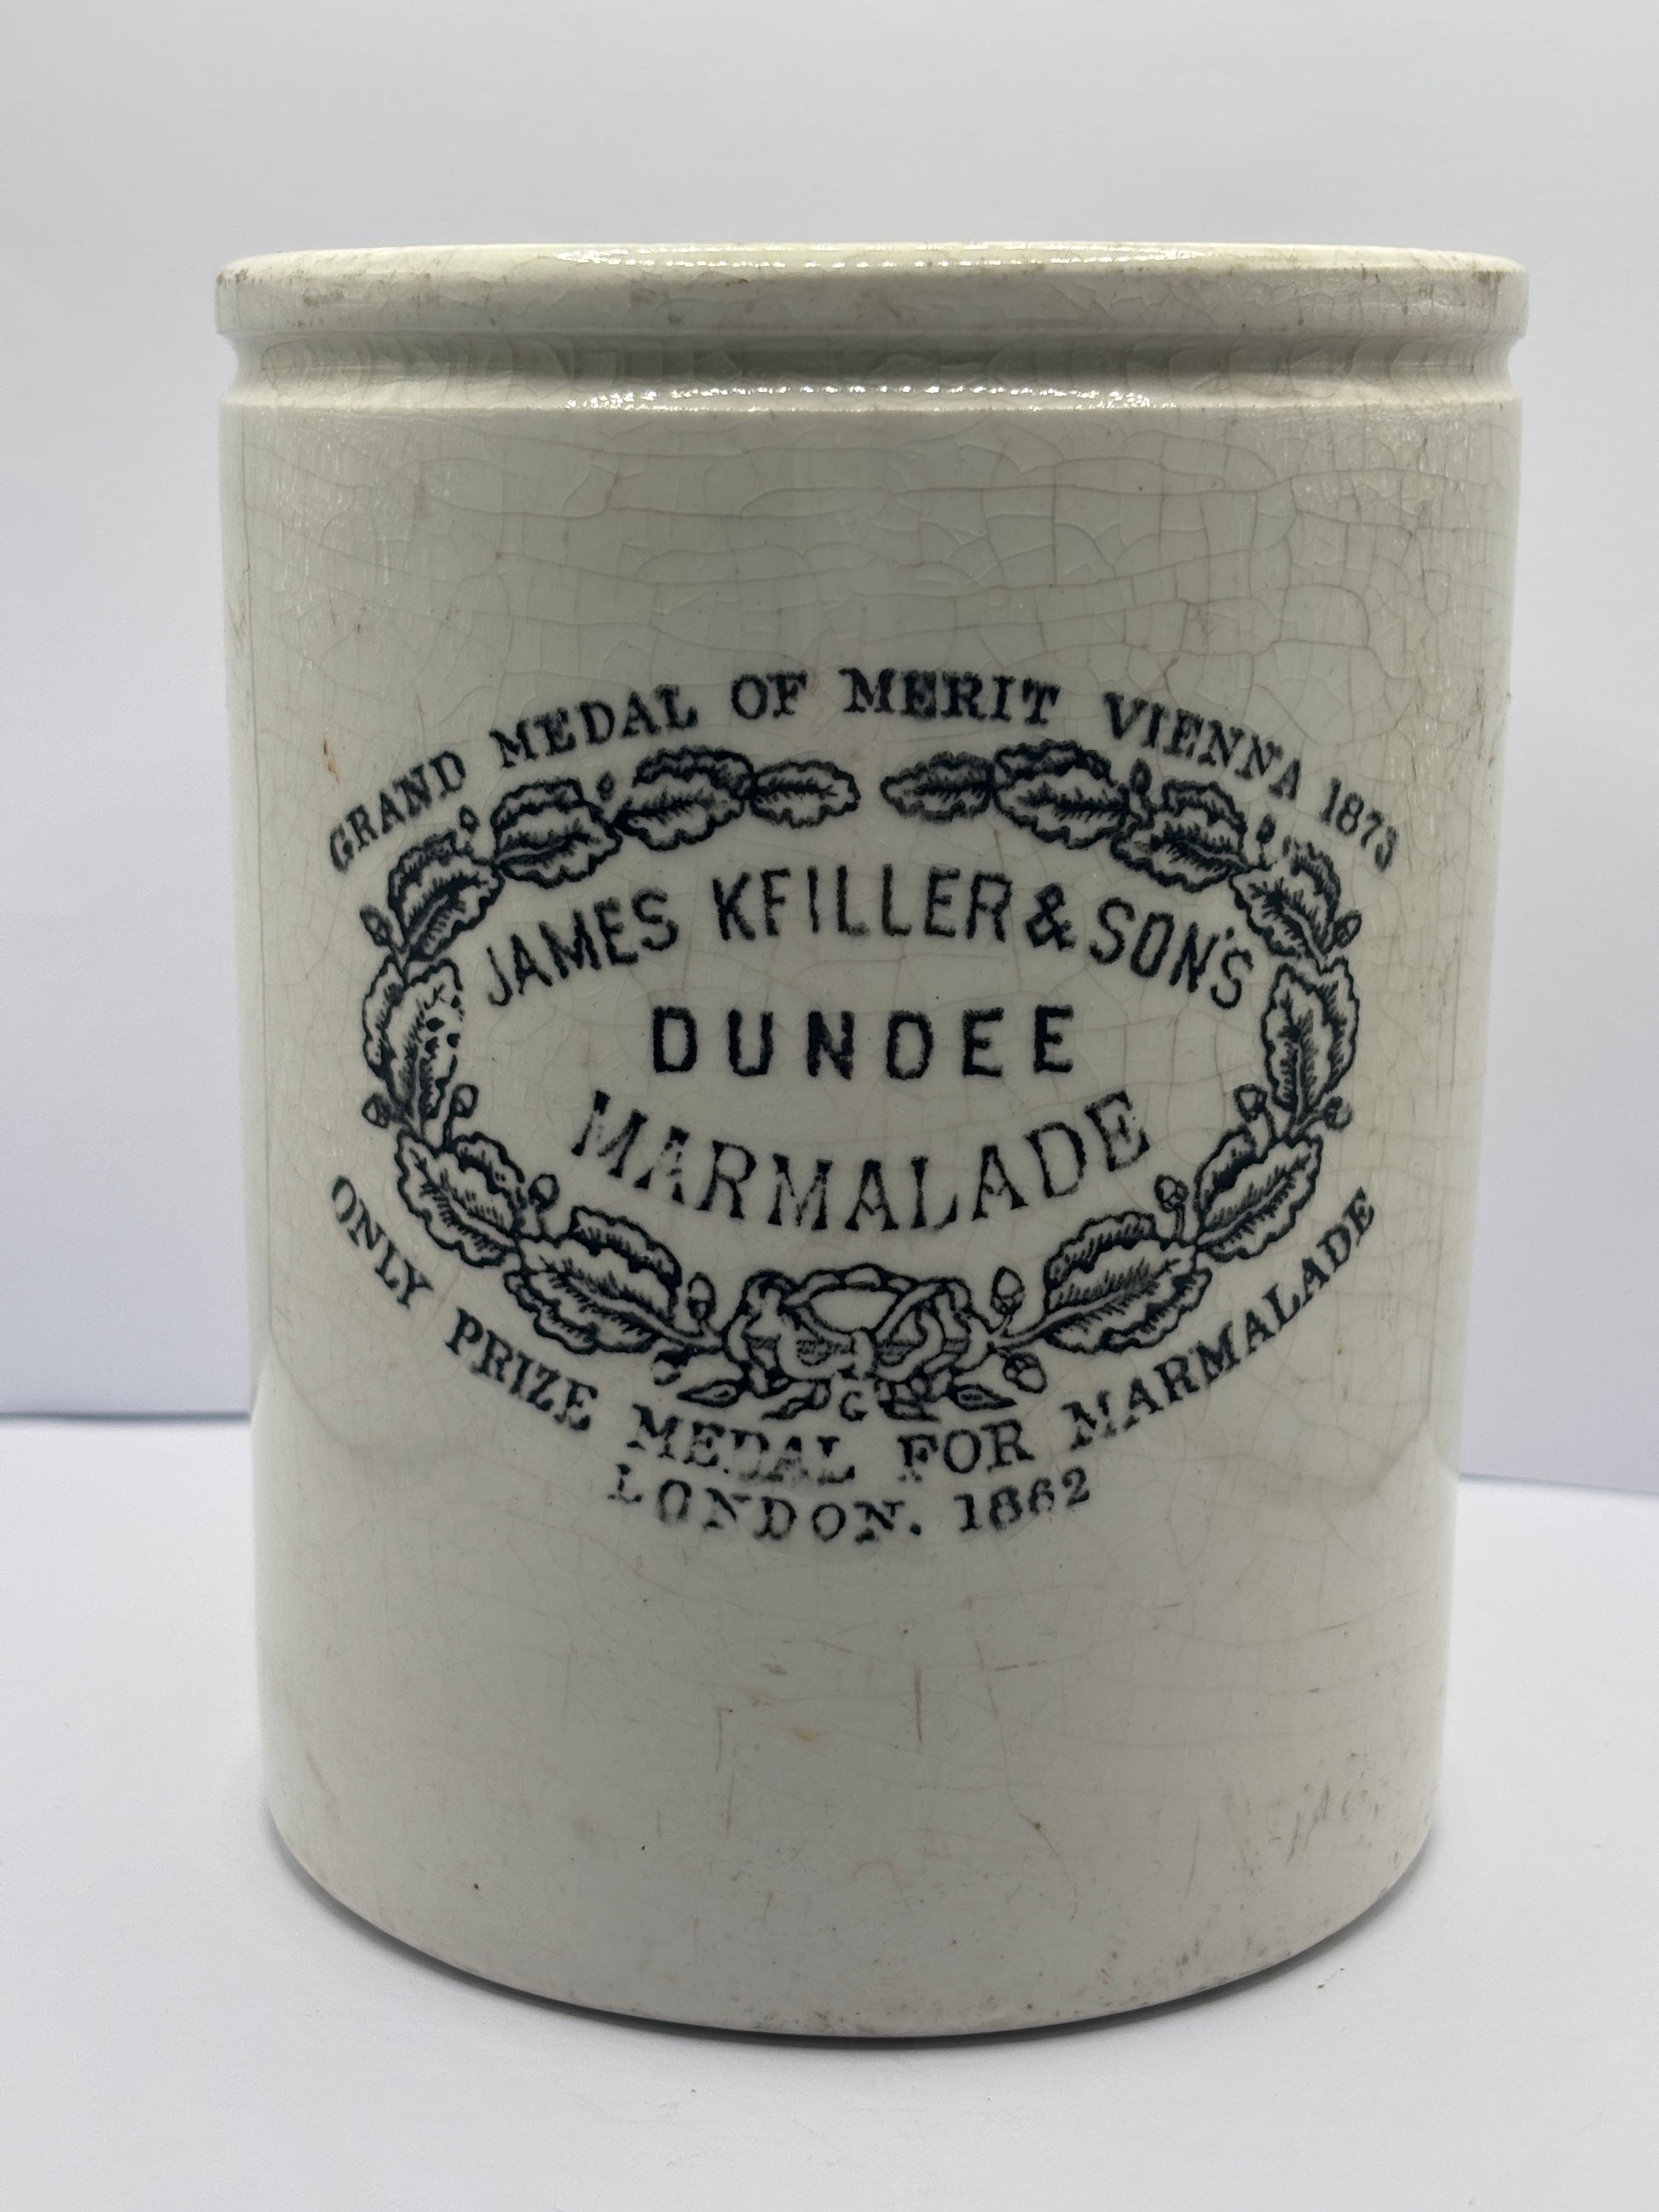 GRAND MEDAL OF MERIT VIENNA 1873
JAMES KEILLER & SON'S
DUNDEE
MARMALADE
G
ONLY PRIZE MEDAL FOR MARMALADE
LONDON. 1862